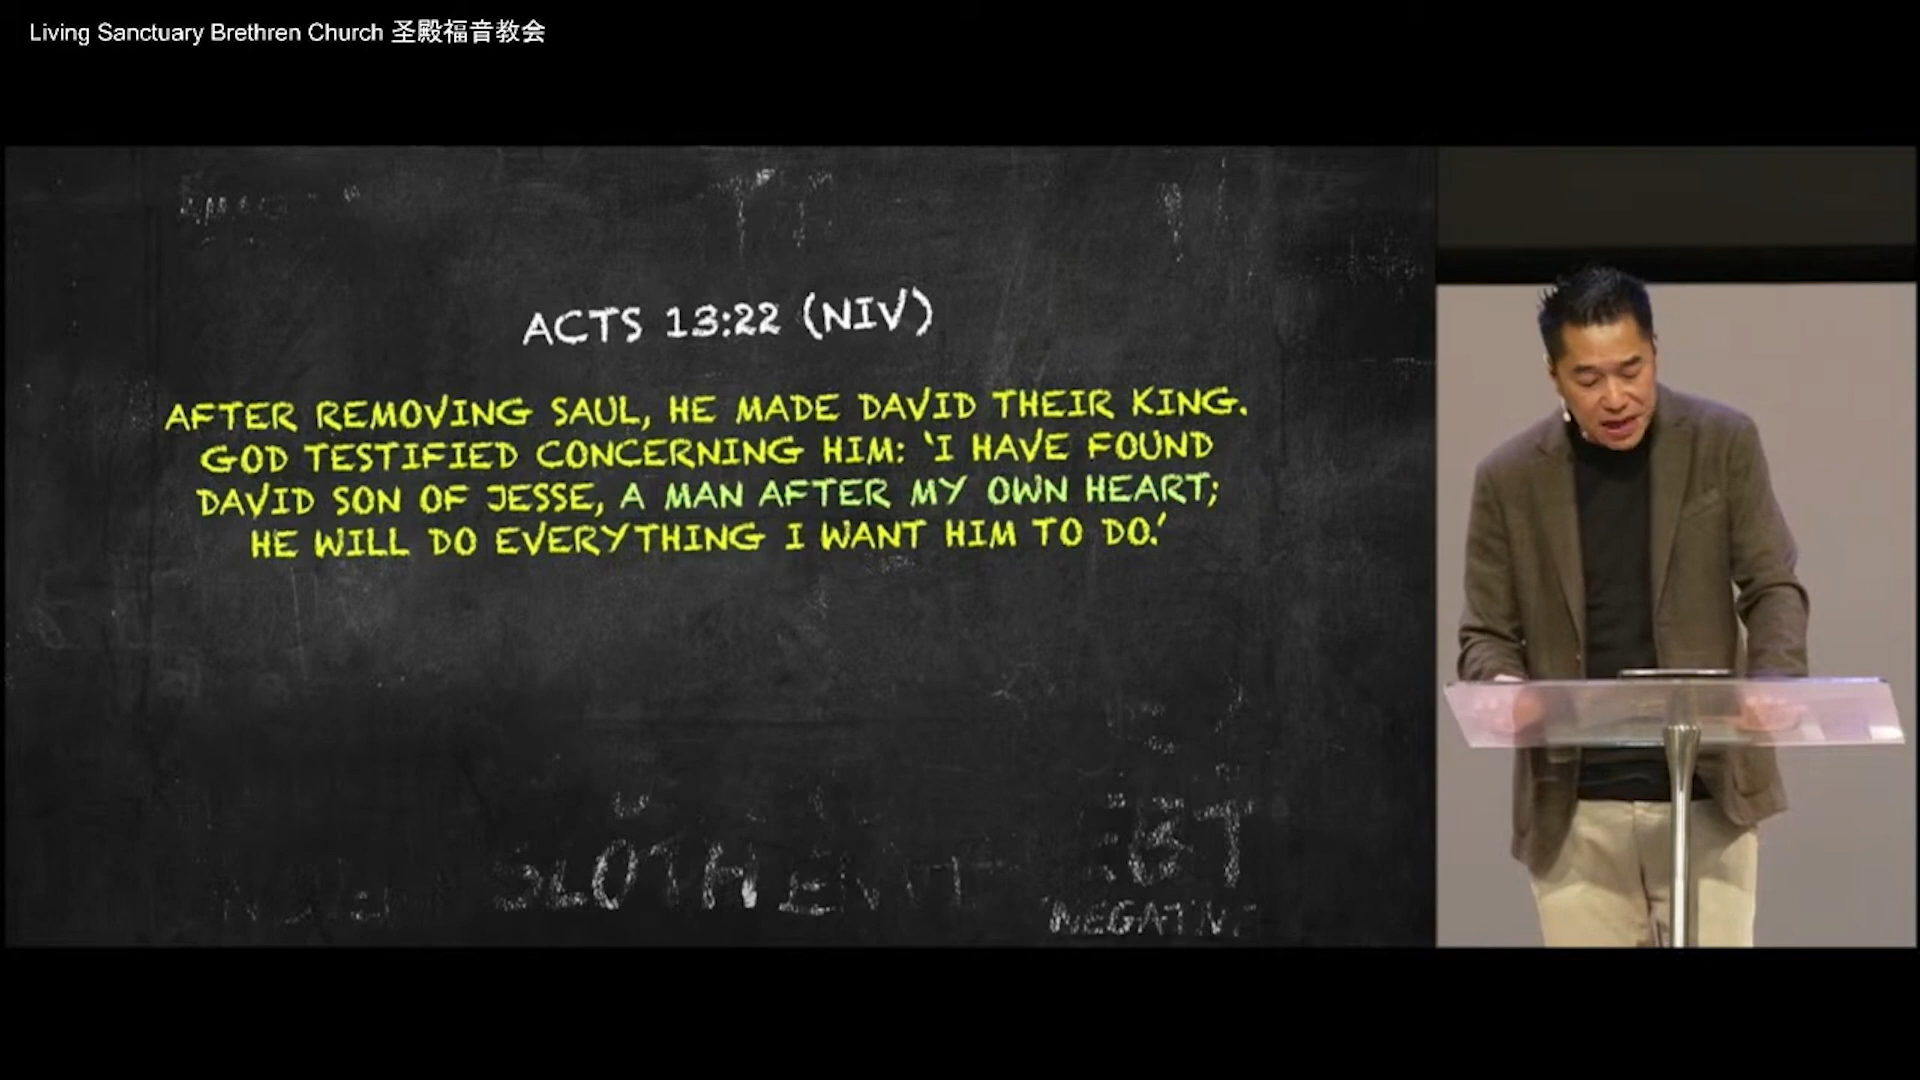 Living Sanctuary Brethren Church 圣殿福音教会
ACTS 13:22 (NIV)
AFTER REMOVING SAUL, HE MADE DAVID THEIR KING.
GOD TESTIFIED CONCERNING HIM: ‘I HAVE FOUND
DAVID SON OF JESSE, A MAN AFTER MY OWN HEART;
HE WILL DO EVERYTHING I WANT HIM TO DO.’
SLOTH